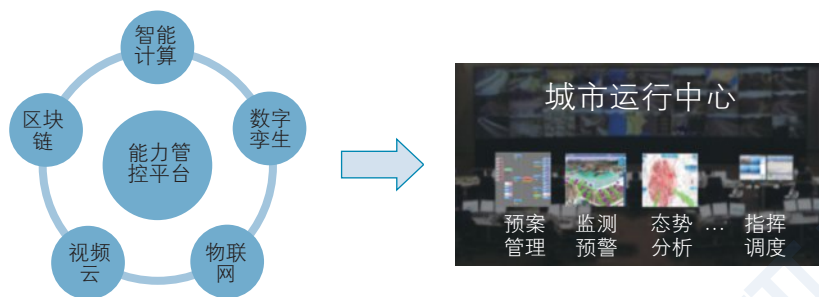 智能
计算
区块
链
数字
孪生
能力管
控平台
视频
云
物联
网
城市运行中心
预案
管理
监测
预警
态势
分析
…
指挥
调度